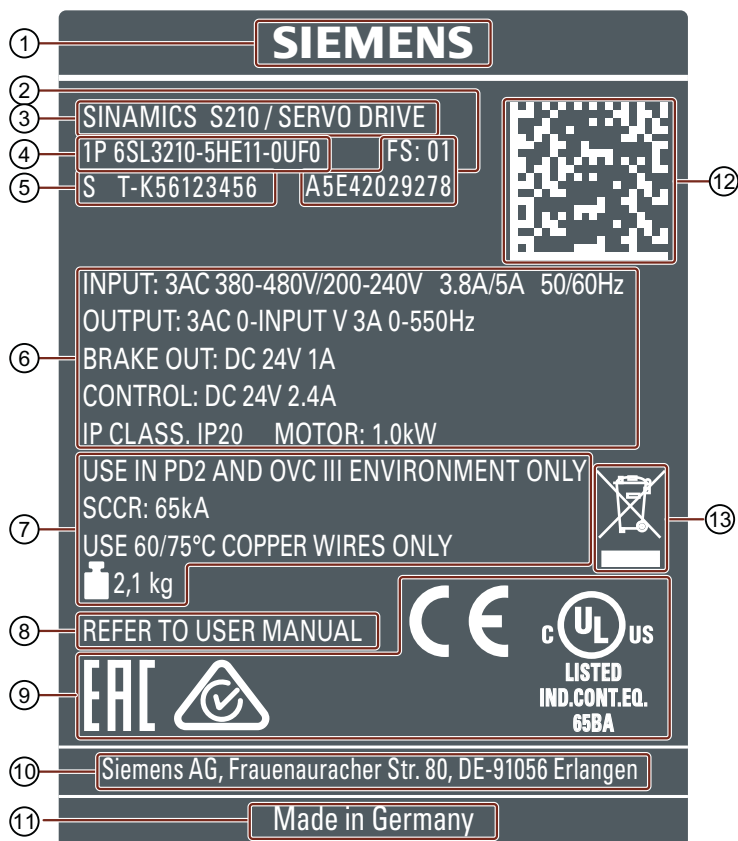 1 SIEMENS
2
3 SINAMICS S210 / SERVO DRIVE
4 1P 6SL3210-5HE11-0UF0 FS: 01
5 S T-K56123456 A5E42029278
12
6
INPUT: 3AC 380-480V/200-240V 3.8A/5A 50/60Hz
OUTPUT: 3AC 0-INPUT V 3A 0-550Hz
BRAKE OUT: DC 24V 1A
CONTROL: DC 24V 2.4A
IP CLASS. IP20 MOTOR: 1.0kW
7
USE IN PD2 AND OVC III ENVIRONMENT ONLY
SCCR: 65kA
USE 60/75°C COPPER WIRES ONLY
2,1 kg
13
8 REFER TO USER MANUAL
9
CE
C UL US
LISTED
IND.CONT.EQ.
65BA
EAC
10 Siemens AG, Frauenauracher Str. 80, DE-91056 Erlangen
11 Made in Germany